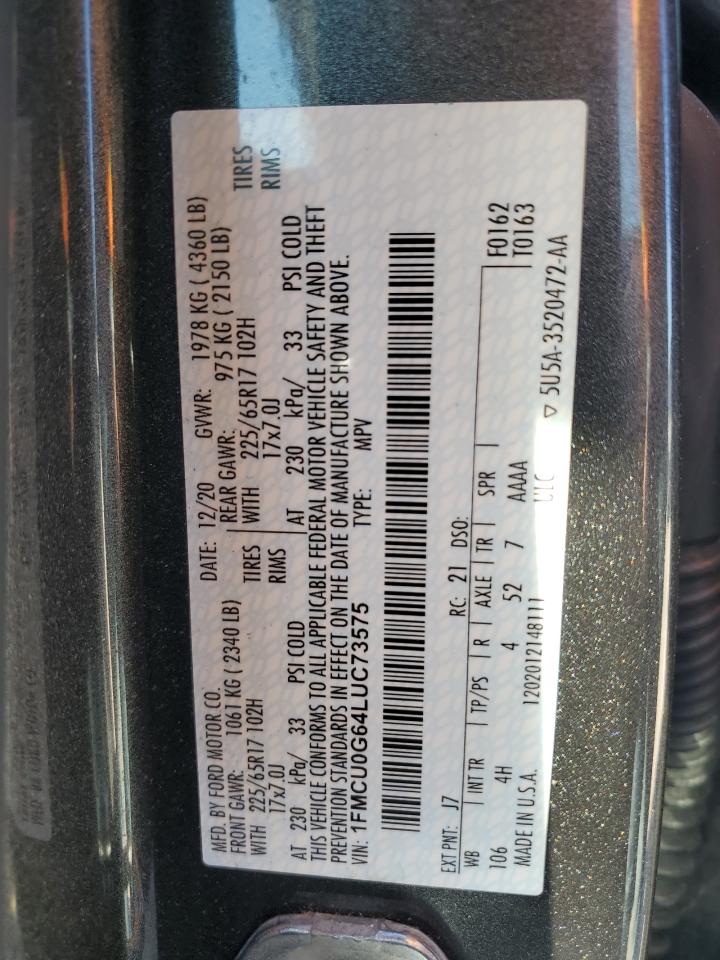 MFD. BY FORD MOTOR CO.
DATE: 12/20 GVWR: 1978 KG ( 4360 LB)
FRONT GAWR: 1061 KG ( 2340 LB) REAR GAWR: 975 KG ( 2150 LB)
WITH 225/65R17 102H TIRES WITH 225/65R17 102H TIRES
17x7.0J RIMS 17x7.0J RIMS
AT 230 kPa/ 33 PSI COLD AT 230 kPa/ 33 PSI COLD
THIS VEHICLE CONFORMS TO ALL APPLICABLE FEDERAL MOTOR VEHICLE SAFETY AND THEFT
PREVENTION STANDARDS IN EFFECT ON THE DATE OF MANUFACTURE SHOWN ABOVE.
VIN: 1FMCU0G64LUC73575 TYPE: MPV
EXT PNT: J7 RC: 21 DSO:
WB INT TR TP/PS R AXLE TR SPR F0162
106 4H 4 52 7 AAAA T0163
MADE IN U.S.A. 1202012148111 ULC ▽ 5U5A-3520472-AA